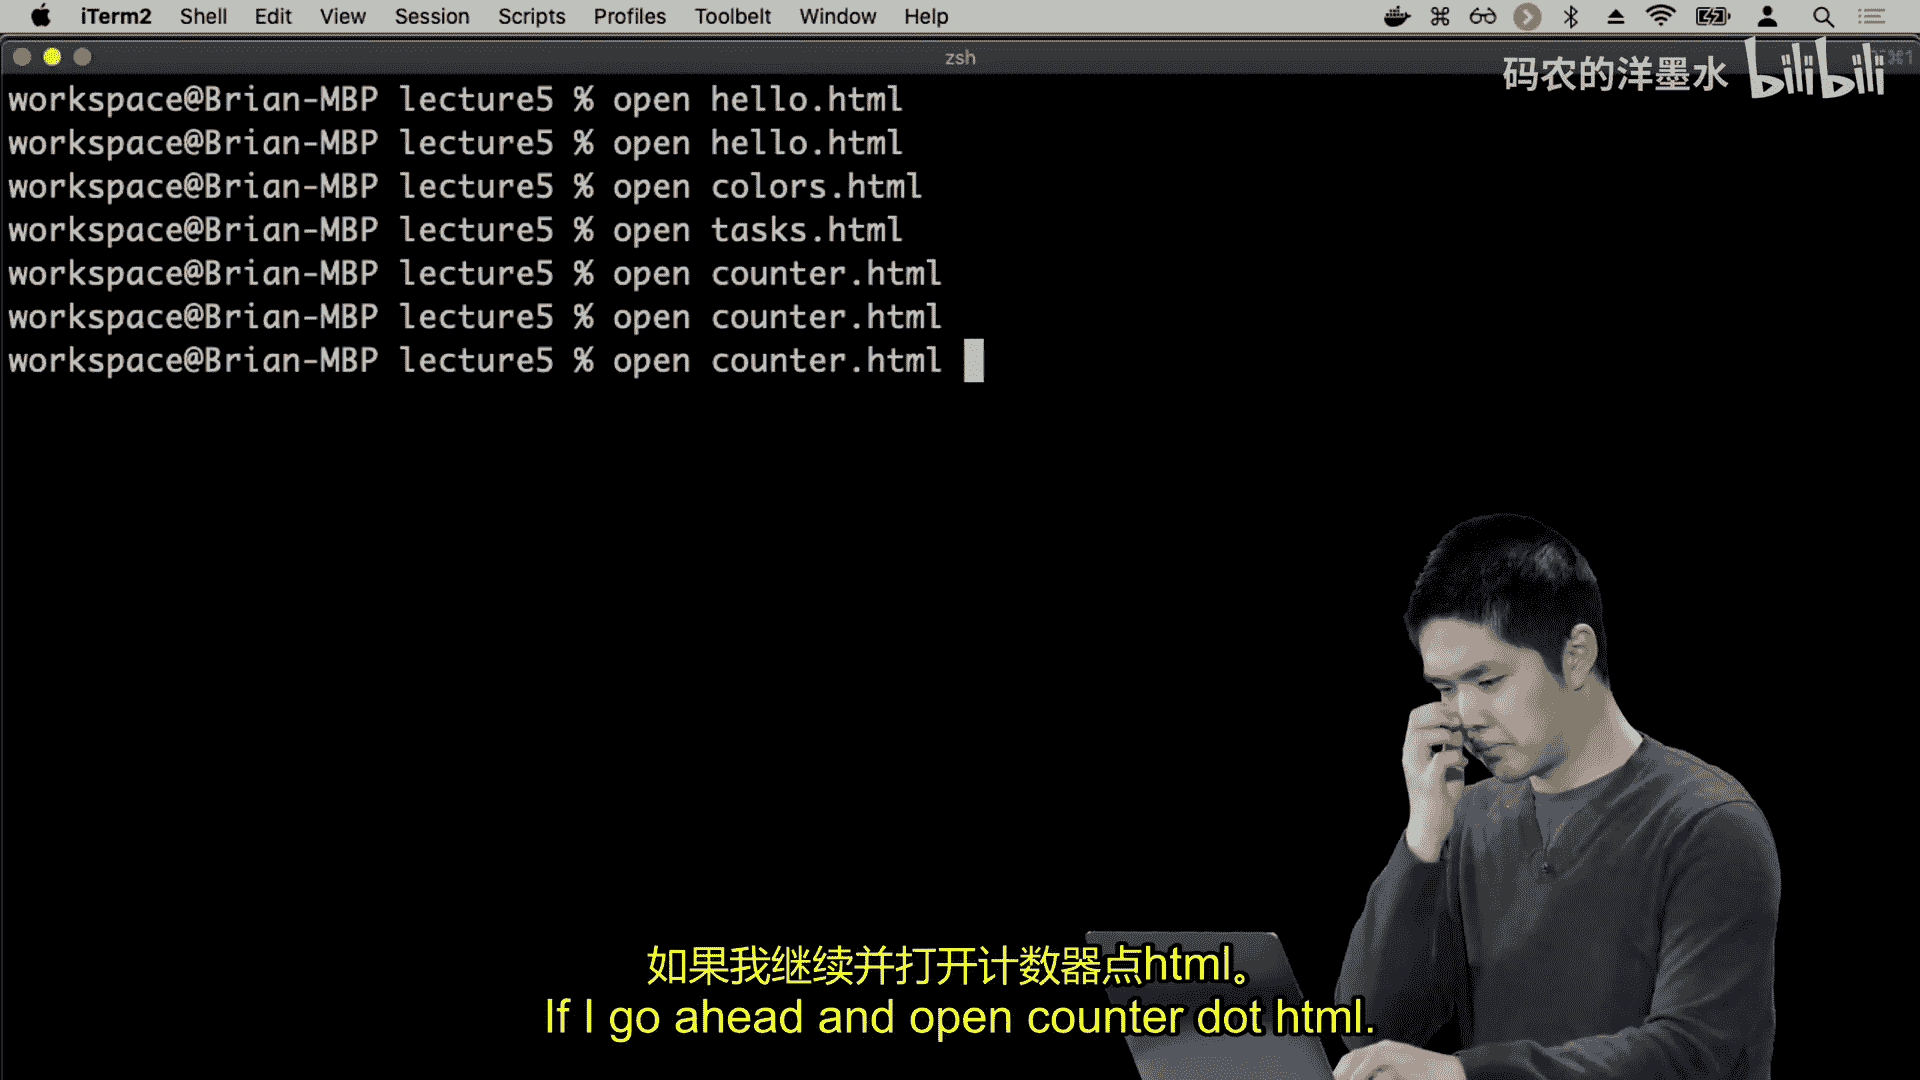 iTerm2 Shell Edit View Session Scripts Profiles Toolbelt Window Help
zsh
⌘1
码农的洋墨水 bilibili
workspace@Brian-MBP lecture5 % open hello.html
workspace@Brian-MBP lecture5 % open hello.html
workspace@Brian-MBP lecture5 % open colors.html
workspace@Brian-MBP lecture5 % open tasks.html
workspace@Brian-MBP lecture5 % open counter.html
workspace@Brian-MBP lecture5 % open counter.html
workspace@Brian-MBP lecture5 % open counter.html
如果我继续并打开计数器点html。
If I go ahead and open counter dot html.